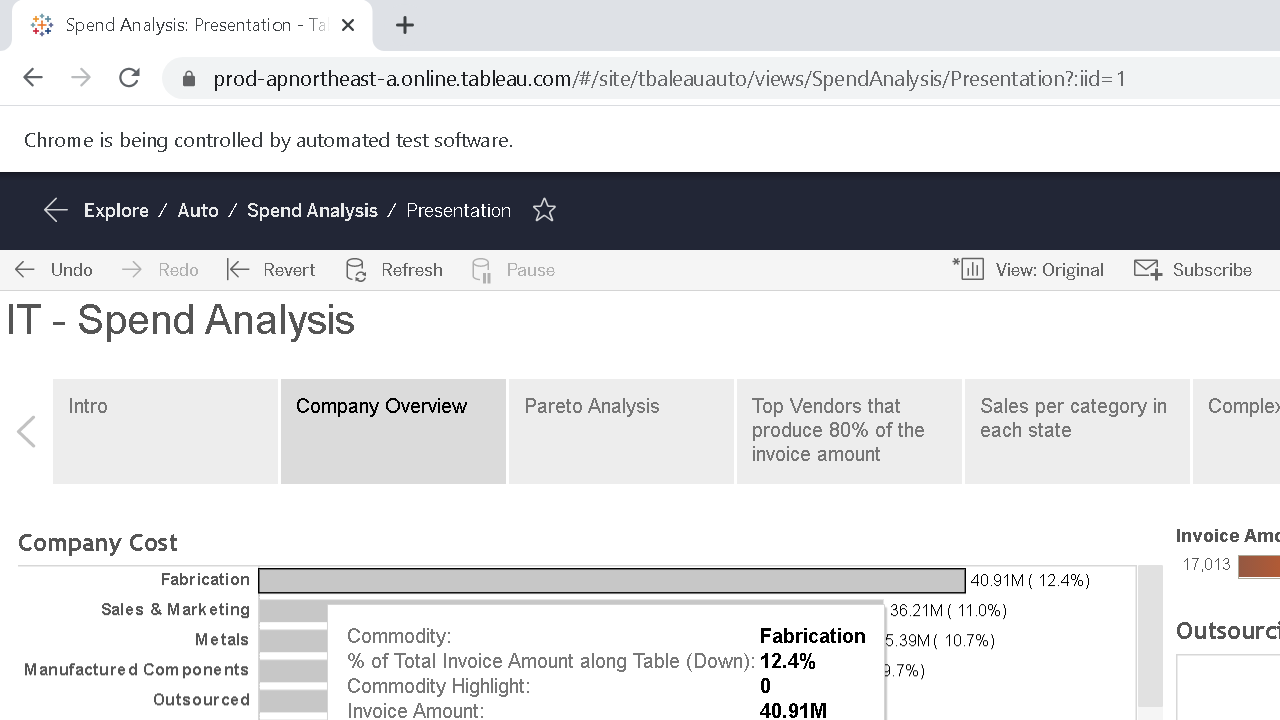 Spend Analysis: Presentation - Ta
prod-apnortheast-a.online.tableau.com/#/site/tbaleauauto/views/SpendAnalysis/Presentation?:iid=1
Chrome is being controlled by automated test software.
Explore / Auto / Spend Analysis / Presentation
Undo Redo Revert Refresh Pause View: Original Subscribe
IT - Spend Analysis
Intro
Company Overview
Pareto Analysis
Top Vendors that
produce 80% of the
invoice amount
Sales per category in
each state
Complex
Company Cost
Fabrication 40.91M ( 12.4%)
Sales & Marketing 36.21M ( 11.0%)
Metals 5.39M ( 10.7%)
Manufactured Components 9.7%)
Outsourced
Commodity: Fabrication
% of Total Invoice Amount along Table (Down): 12.4%
Commodity Highlight: 0
Invoice Amount: 40.91M
Invoice Amo
17,013
Outsourci